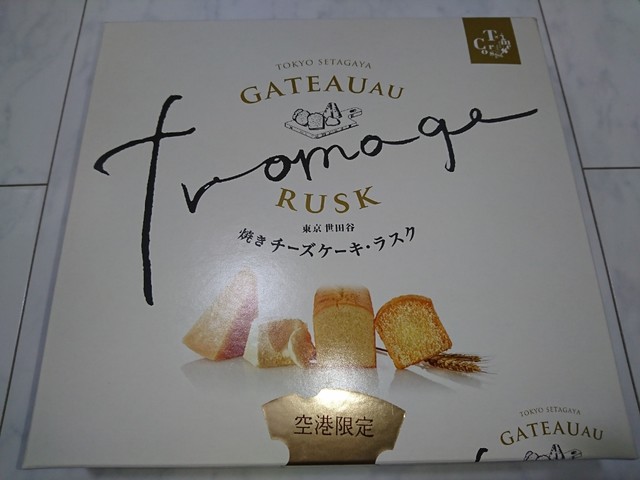 TOKYO SETAGAYA
GATEAUAU
fromage
RUSK
東京 世田谷
焼きチーズケーキ・ラスク
空港限定
TOKYO SETAGAYA
GATEAUAU